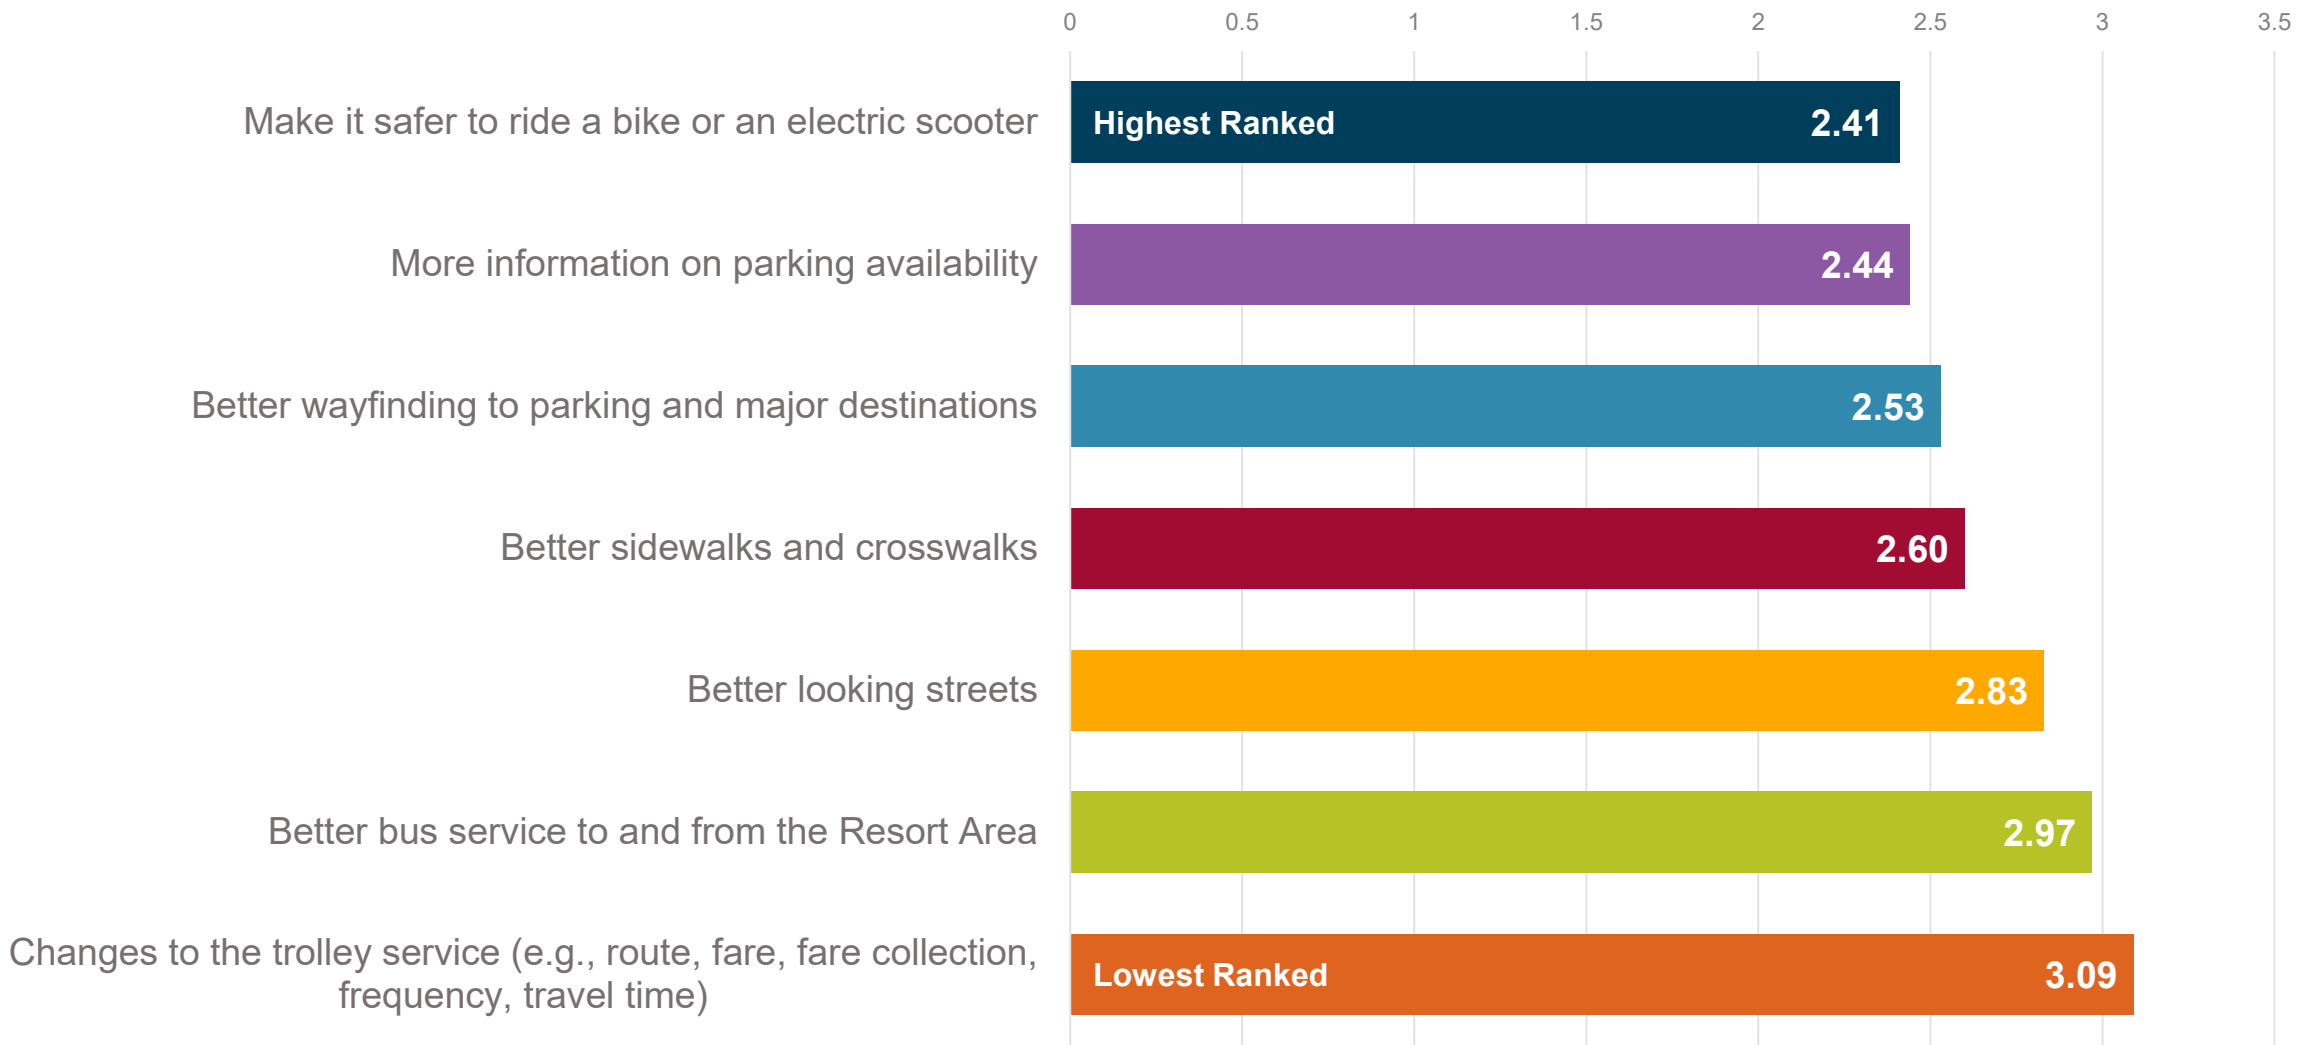 0 0.5 1 1.5 2 2.5 3 3.5
Make it safer to ride a bike or an electric scooter Highest Ranked 2.41
More information on parking availability 2.44
Better wayfinding to parking and major destinations 2.53
Better sidewalks and crosswalks 2.60
Better looking streets 2.83
Better bus service to and from the Resort Area 2.97
Changes to the trolley service (e.g., route, fare, fare collection,
frequency, travel time) Lowest Ranked 3.09